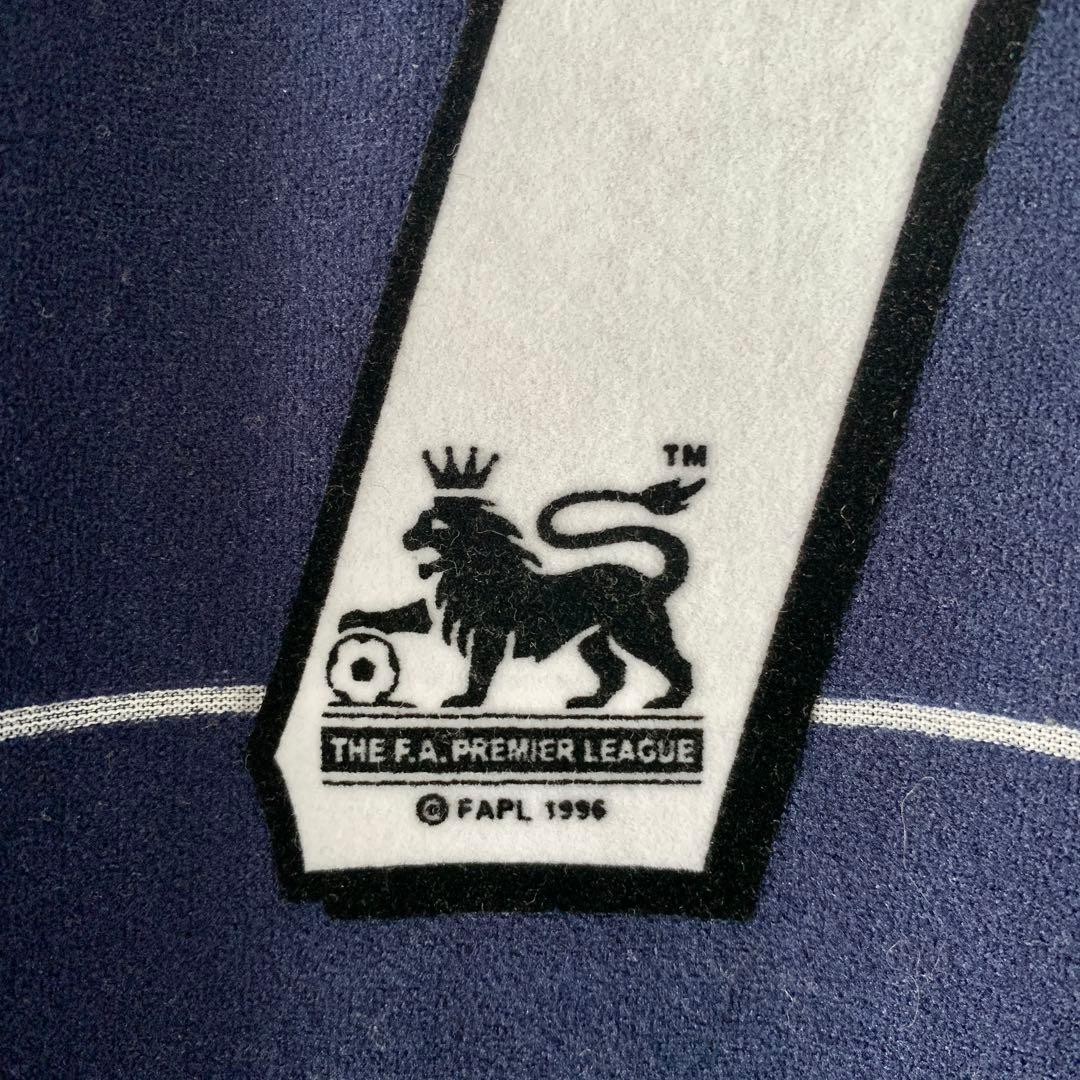 TM
THE F.A. PREMIER LEAGUE
© FAPL 1996